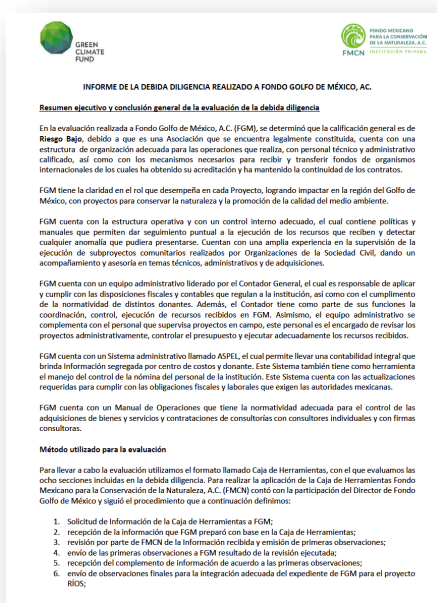 GREEN
CLIMATE
FUND
FONDO MEXICANO
PARA LA CONSERVACIÓN
DE LA NATURALEZA, A.C.
FMCN INSTITUCIÓN PRIVADA
INFORME DE LA DEBIDA DILIGENCIA REALIZADO A FONDO GOLFO DE MÉXICO, AC.
Resumen ejecutivo y conclusión general de la evaluación de la debida diligencia
En la evaluación realizada a Fondo Golfo de México, A.C. (FGM), se determinó que la calificación general es de
Riesgo Bajo, debido a que es una Asociación que se encuentra legalmente constituida, cuenta con una
estructura de organización adecuada para las operaciones que realiza, con personal técnico y administrativo
calificado, así como con los mecanismos necesarios para recibir y transferir fondos de organismos
internacionales de los cuales ha obtenido su acreditación y ha mantenido la continuidad de los contratos.
FGM tiene la claridad en el rol que desempeña en cada Proyecto, logrando impactar en la región del Golfo de
México, con proyectos para conservar la naturaleza y la promoción de la calidad del medio ambiente.
FGM cuenta con la estructura operativa y con un control interno adecuado, el cual contiene políticas y
manuales que permiten dar seguimiento puntual a la ejecución de los recursos que reciben y detectar
cualquier anomalía que pudiera presentarse. Cuentan con una amplia experiencia en la supervisión de la
ejecución de subproyectos comunitarios realizados por Organizaciones de la Sociedad Civil, dando un
acompañamiento y asesoría en temas técnicos, administrativos y de adquisiciones.
FGM cuenta con un equipo administrativo liderado por el Contador General, el cual es responsable de aplicar
y cumplir con las disposiciones fiscales y contables que regulan a la institución, así como con el cumplimento
de la normatividad de distintos donantes. Además, el Contador tiene como parte de sus funciones la
coordinación, control, ejecución de recursos recibidos en FGM. Asimismo, el equipo administrativo se
complementa con el personal que supervisa proyectos en campo, este personal es el encargado de revisar los
proyectos administrativamente, controlar el presupuesto y ejecutar adecuadamente los recursos recibidos.
FGM cuenta con un Sistema administrativo llamado ASPEL, el cual permite llevar una contabilidad integral que
brinda Información segregada por centro de costos y donante. Este Sistema también tiene como herramienta
el manejo del control de la nómina del personal de la institución. Este Sistema cuenta con las actualizaciones
requeridas para cumplir con las obligaciones fiscales y laborales que exigen las autoridades mexicanas.
FGM cuenta con un Manual de Operaciones que tiene la normatividad adecuada para el control de las
adquisiciones de bienes y servicios y contrataciones de consultorías con consultores individuales y con firmas
consultoras.
Método utilizado para la evaluación
Para llevar a cabo la evaluación utilizamos el formato llamado Caja de Herramientas, con el que evaluamos las
ocho secciones incluidas en la debida diligencia. Para realizar la aplicación de la Caja de Herramientas Fondo
Mexicano para la Conservación de la Naturaleza, A.C. (FMCN) contó con la participación del Director de Fondo
Golfo de México y siguió el procedimiento que a continuación definimos:
1. Solicitud de Información de la Caja de Herramientas a FGM;
2. recepción de la información que FGM preparó con base en la Caja de Herramientas;
3. revisión por parte de FMCN de la Información recibida y emisión de primeras observaciones;
4. envío de las primeras observaciones a FGM resultado de la revisión ejecutada;
5. recepción del complemento de información de acuerdo a las primeras observaciones;
6. envío de observaciones finales para la integración adecuada del expediente de FGM para el proyecto
RÍOS;